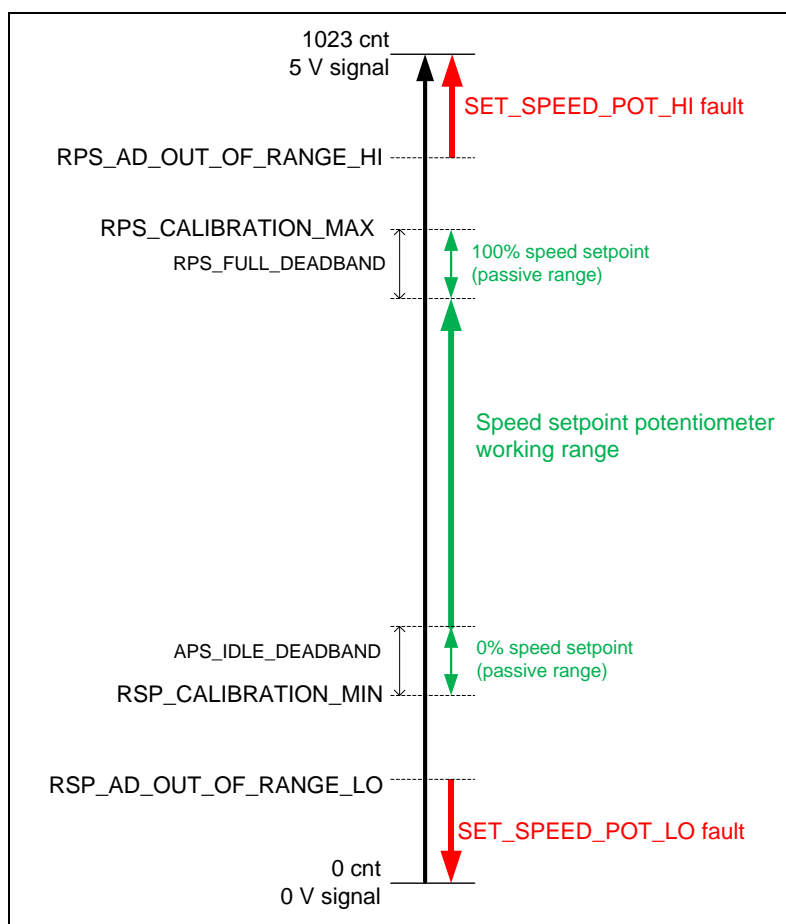 1023 cnt
5 V signal
SET_SPEED_POT_HI fault
RPS_AD_OUT_OF_RANGE_HI
RPS_CALIBRATION_MAX
RPS_FULL_DEADBAND
100% speed setpoint
(passive range)
Speed setpoint potentiometer
working range
APS_IDLE_DEADBAND
0% speed setpoint
(passive range)
RSP_CALIBRATION_MIN
RSP_AD_OUT_OF_RANGE_LO
SET_SPEED_POT_LO fault
0 cnt
0 V signal